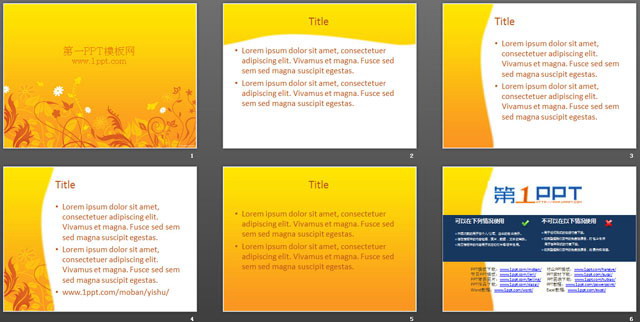 第一PPT模板网
www.1ppt.com
1
Title
• Lorem ipsum dolor sit amet, consectetuer
adipiscing elit. Vivamus et magna. Fusce
sed sem sed magna suscipit egestas.
• Lorem ipsum dolor sit amet, consectetuer
adipiscing elit. Vivamus et magna. Fusce
sed sem sed magna suscipit egestas.
2
Title
• Lorem ipsum dolor sit amet,
consectetuer adipiscing elit.
Vivamus et magna. Fusce sed
sem sed magna suscipit egestas.
• Lorem ipsum dolor sit amet,
consectetuer adipiscing elit.
Vivamus et magna. Fusce sed
sem sed magna suscipit egestas.
3
Title
• Lorem ipsum dolor sit amet,
consectetuer adipiscing elit.
Vivamus et magna. Fusce sed
sem sed magna suscipit egestas.
• Lorem ipsum dolor sit amet,
consectetuer adipiscing elit.
Vivamus et magna. Fusce sed
sem sed magna suscipit egestas.
• www.1ppt.com/moban/yishu/
4
Title
• Lorem ipsum dolor sit amet, consectetuer
adipiscing elit. Vivamus et magna. Fusce
sed sem sed magna suscipit egestas.
• Lorem ipsum dolor sit amet, consectetuer
adipiscing elit. Vivamus et magna. Fusce
sed sem sed magna suscipit egestas.
5
第1PPT
可以在下列情况使用
不可以在以下情况使用
6